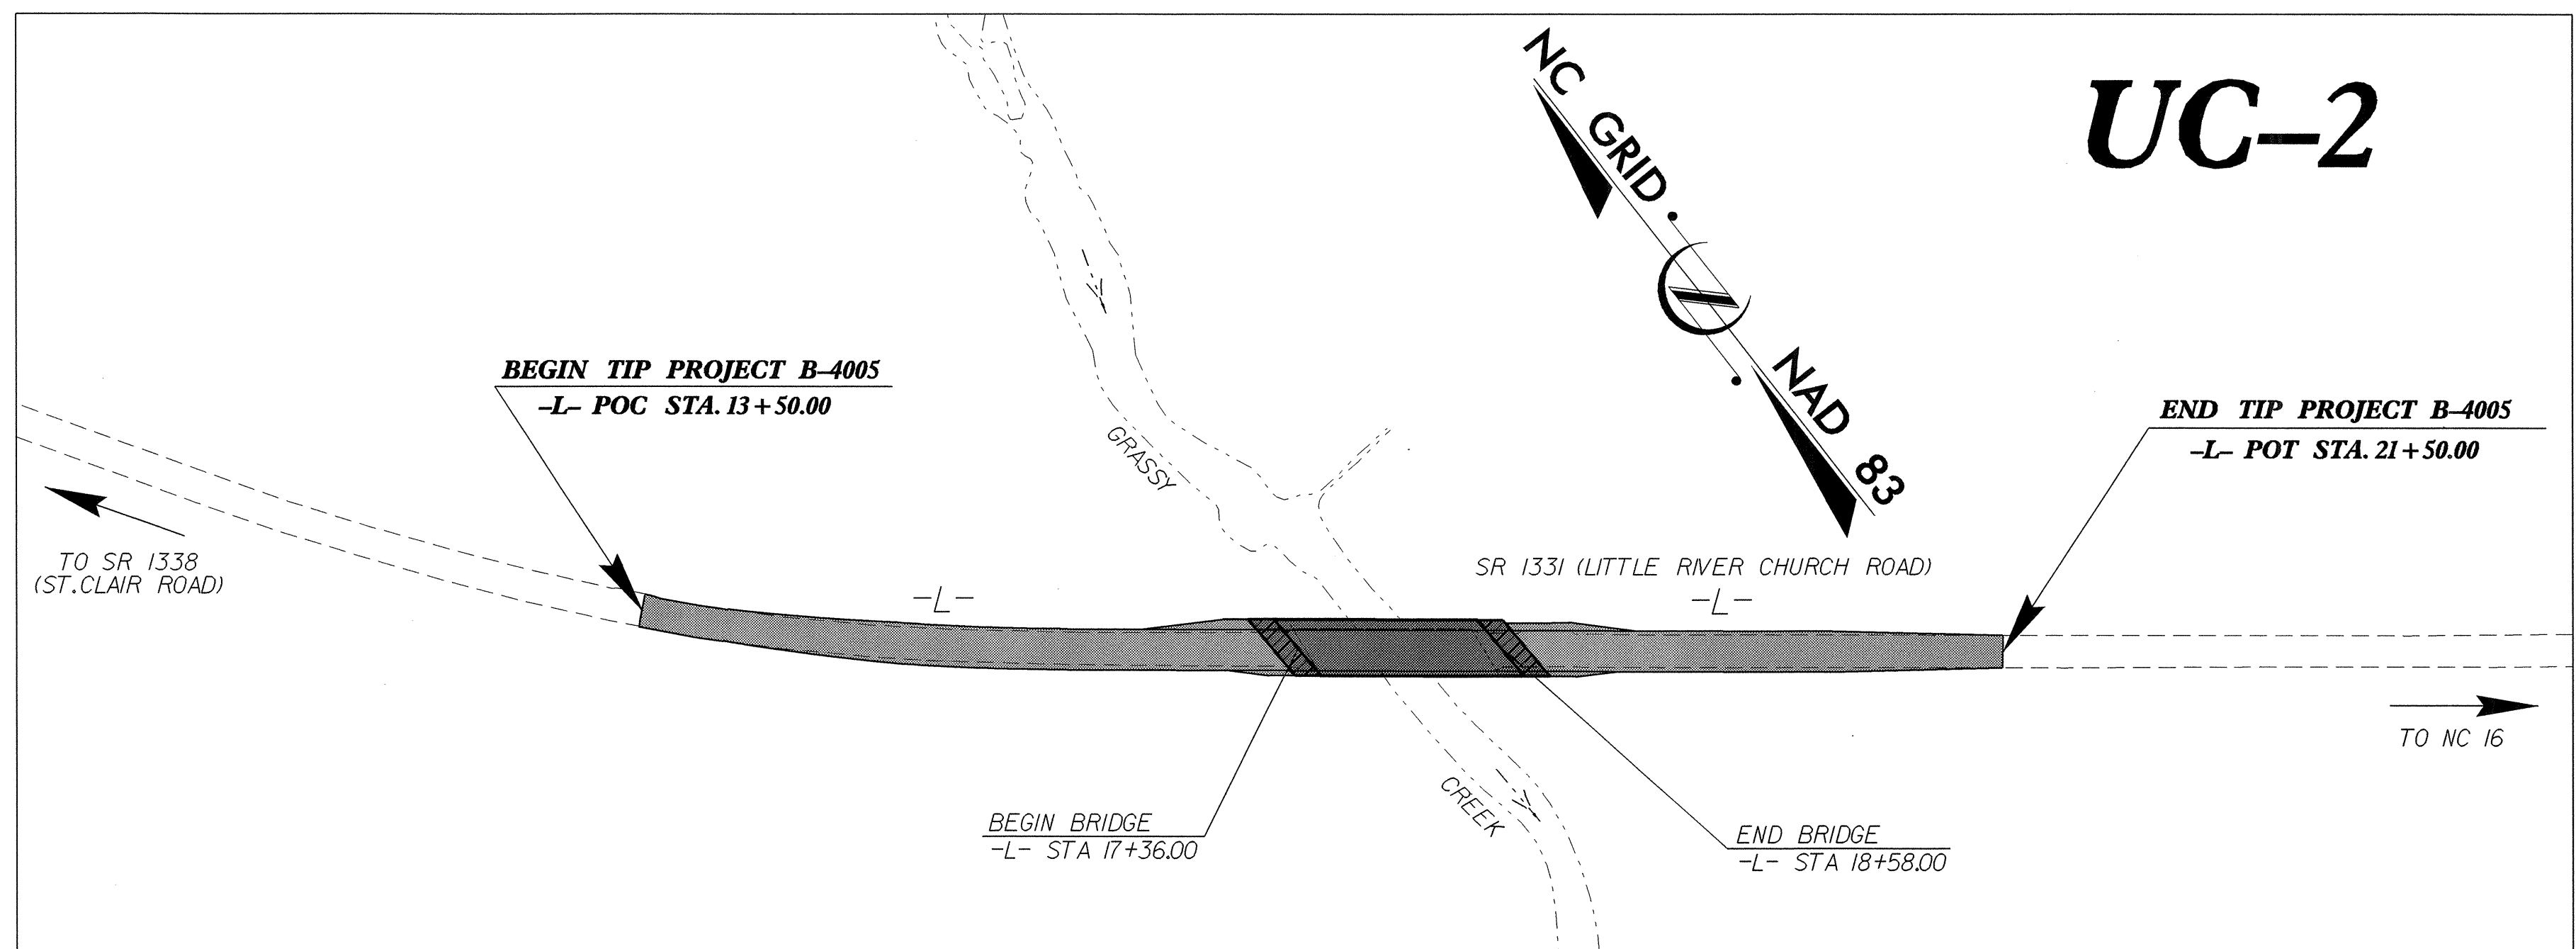 UC–2
NC GRID
NAD 83
BEGIN TIP PROJECT B–4005
–L– POC STA. 13+50.00
END TIP PROJECT B–4005
–L– POT STA. 21+50.00
GRASSY
TO SR 1338
(ST.CLAIR ROAD)
SR 1331 (LITTLE RIVER CHURCH ROAD)
-L-
-L-
TO NC 16
CREEK
BEGIN BRIDGE
-L- STA 17+36.00
END BRIDGE
-L- STA 18+58.00